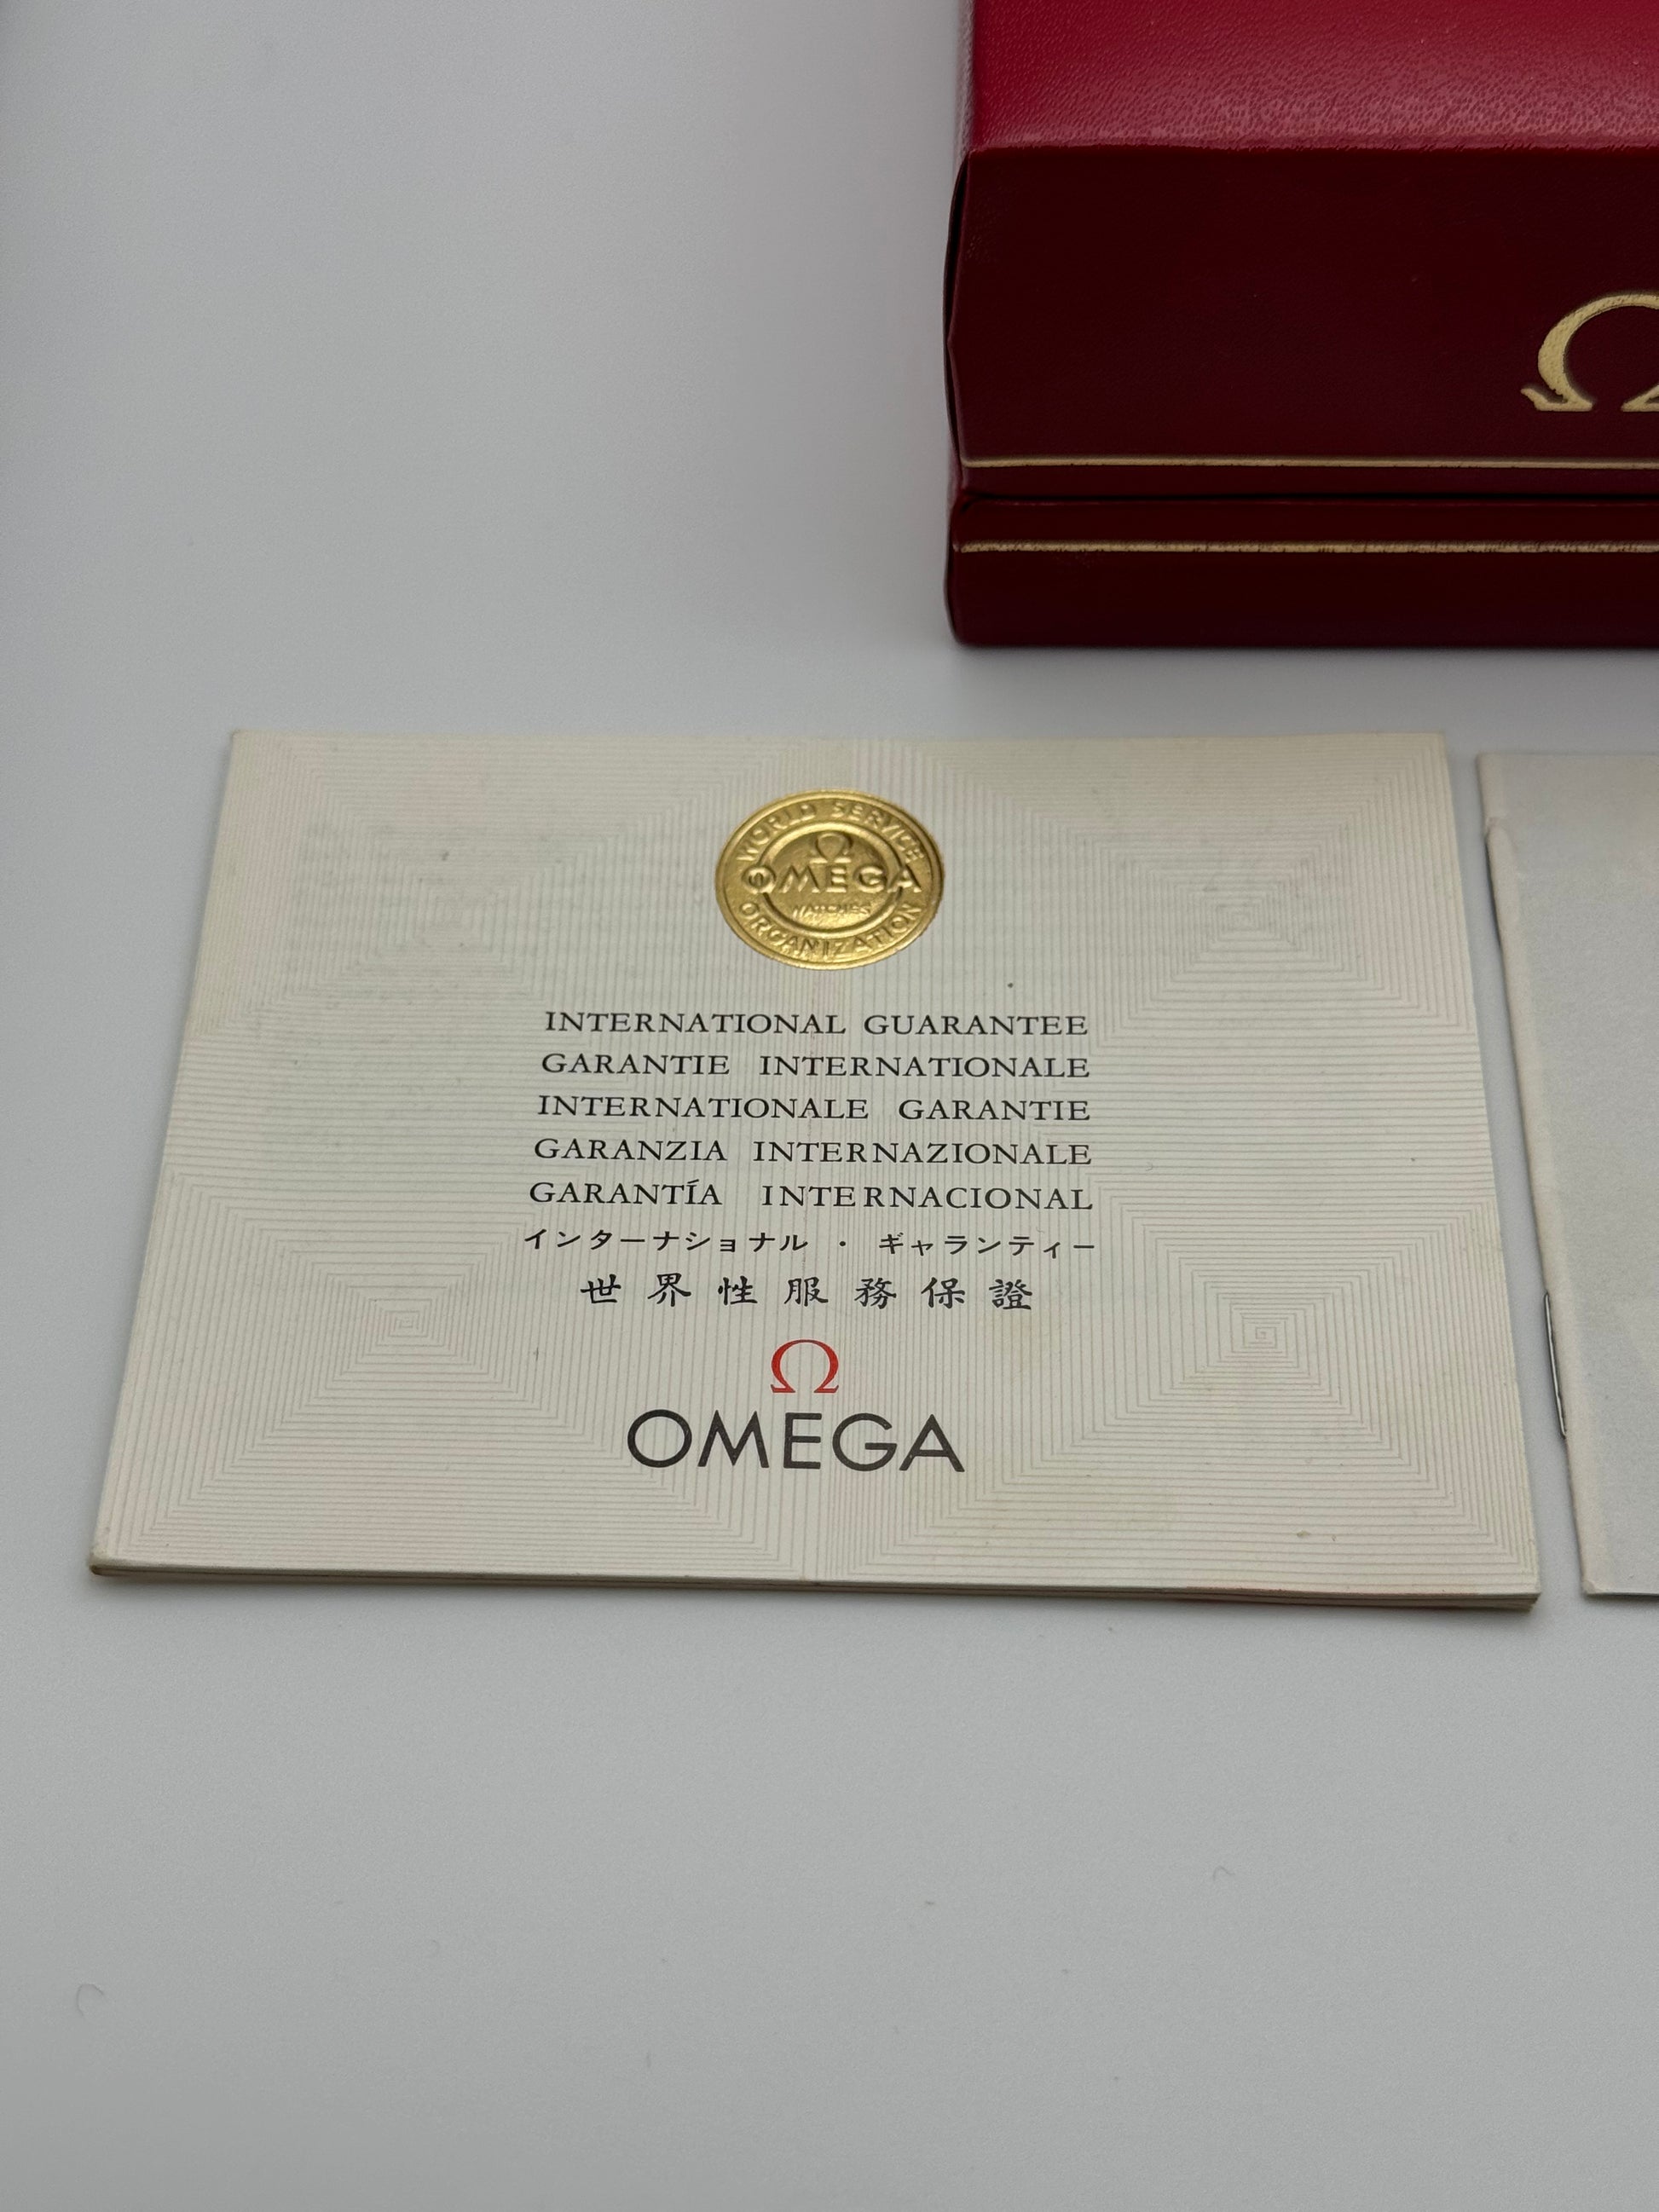 Ω
WORLD SERVICE
Ω
OMEGA
WATCHES
ORGANIZATION
INTERNATIONAL GUARANTEE
GARANTIE INTERNATIONALE
INTERNATIONALE GARANTIE
GARANZIA INTERNAZIONALE
GARANTÍA INTERNACIONAL
インターナショナル・ギャランティー
世界性服務保證
Ω
OMEGA